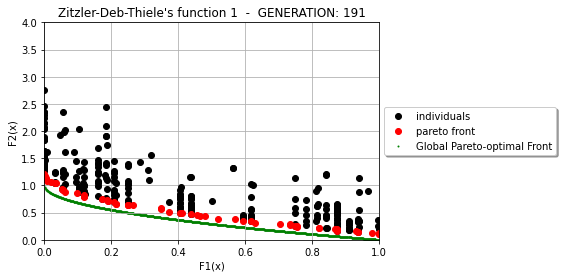 Zitzler-Deb-Thiele's function 1 - GENERATION: 191
4.0
3.5
3.0
2.5
2.0
1.5
1.0
0.5
0.0
F2(x)
0.0 0.2 0.4 0.6 0.8 1.0
F1(x)
individuals
pareto front
Global Pareto-optimal Front